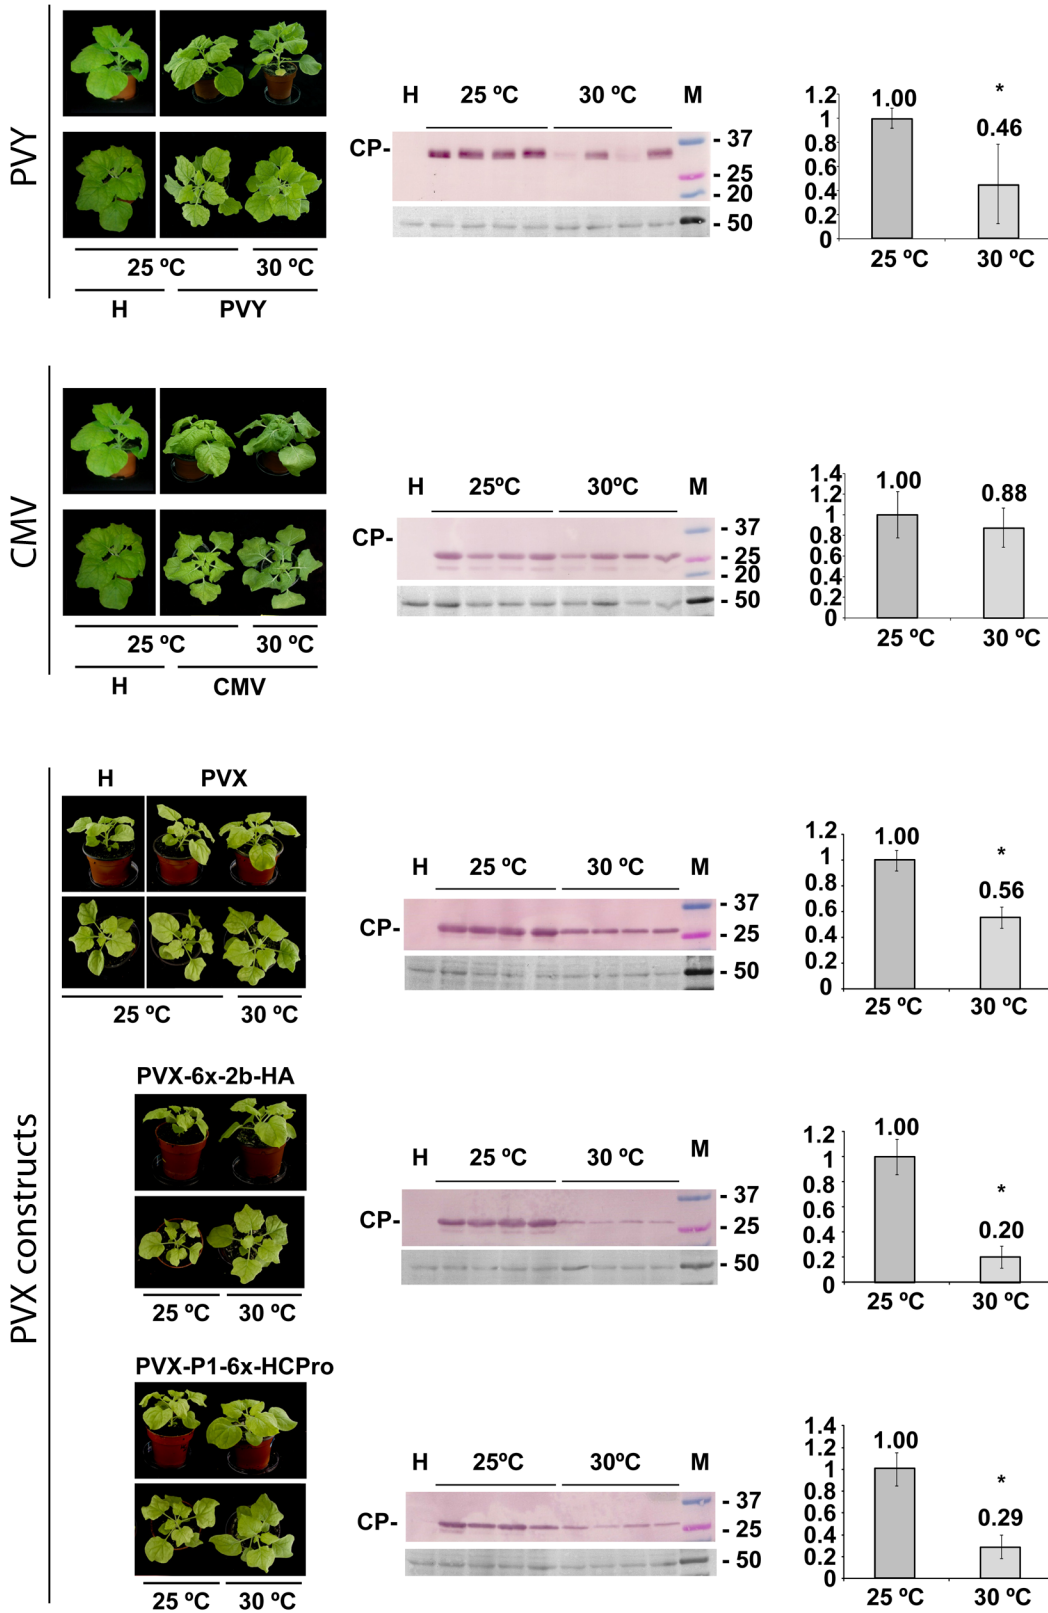 PVY
H 25 ºC 30 ºC M
CP-
- 37
- 25
- 20
- 50
25 ºC 30 ºC
H PVY
1.2
1
0.8
0.6
0.4
0.2
0
1.00
*
0.46
25 ºC 30 ºC
CMV
H 25ºC 30ºC M
CP-
- 37
- 25
- 20
- 50
25 ºC 30 ºC
H CMV
1.4
1.2
1
0.8
0.6
0.4
0.2
0
1.00
0.88
25 ºC 30 ºC
PVX constructs
H PVX
25 ºC 30 ºC
H 25 ºC 30 ºC M
CP-
- 37
- 25
- 50
1.2
1
0.8
0.6
0.4
0.2
0
1.00
*
0.56
25 ºC 30 ºC
PVX-6x-2b-HA
25 ºC 30 ºC
H 25 ºC 30 ºC M
CP-
- 37
- 25
- 50
1.2
1
0.8
0.6
0.4
0.2
0
1.00
*
0.20
25 ºC 30 ºC
PVX-P1-6x-HCPro
25 ºC 30 ºC
H 25ºC 30ºC M
CP-
- 37
- 25
- 50
1.4
1.2
1
0.8
0.6
0.4
0.2
0
1.00
*
0.29
25 ºC 30 ºC